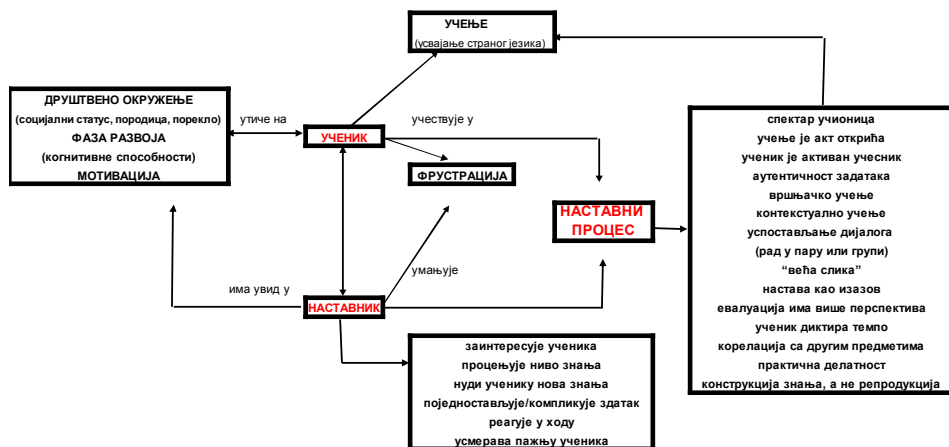 УЧЕЊЕ
(усвајање страног језика)
ДРУШТВЕНО ОКРУЖЕЊЕ
(социјални статус, породица, порекло)
ФАЗА РАЗВОЈА
(когнитивне способности)
МОТИВАЦИЈА
утиче на
УЧЕНИК
учествује у
ФРУСТРАЦИЈА
НАСТАВНИ
ПРОЦЕС
умањује
има увид у
НАСТАВНИК
заинтересује ученика
процењује ниво знања
нуди ученику нова знања
поједностављује/компликује здатак
реагује у ходу
усмерава пажњу ученика
спектар учионица
учење је акт открића
ученик је активан учесник
аутентичност задатака
вршњачко учење
контекстуално учење
успостављање дијалога
(рад у пару или групи)
“већа слика”
настава као изазов
евалуација има више перспектива
ученик диктира темпо
корелација са другим предметима
практична делатност
конструкција знања, а не репродукција